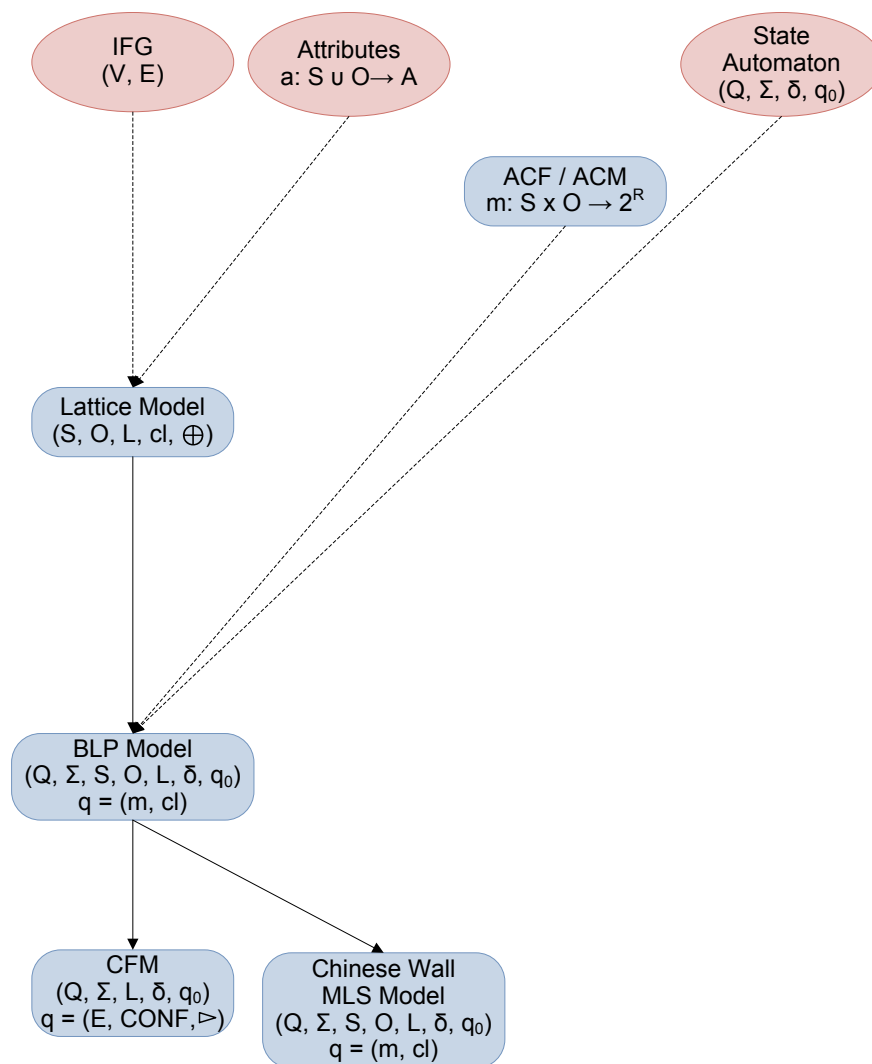 IFG
(V, E)
Attributes
a: S ∪ O→ A
State
Automaton
(Q, Σ, δ, q₀)
ACF / ACM
m: S x O → 2ᴿ
Lattice Model
(S, O, L, cl, ⊕)
BLP Model
(Q, Σ, S, O, L, δ, q₀)
q = (m, cl)
CFM
(Q, Σ, L, δ, q₀)
q = (E, CONF, ⊳)
Chinese Wall
MLS Model
(Q, Σ, S, O, L, δ, q₀)
q = (m, cl)